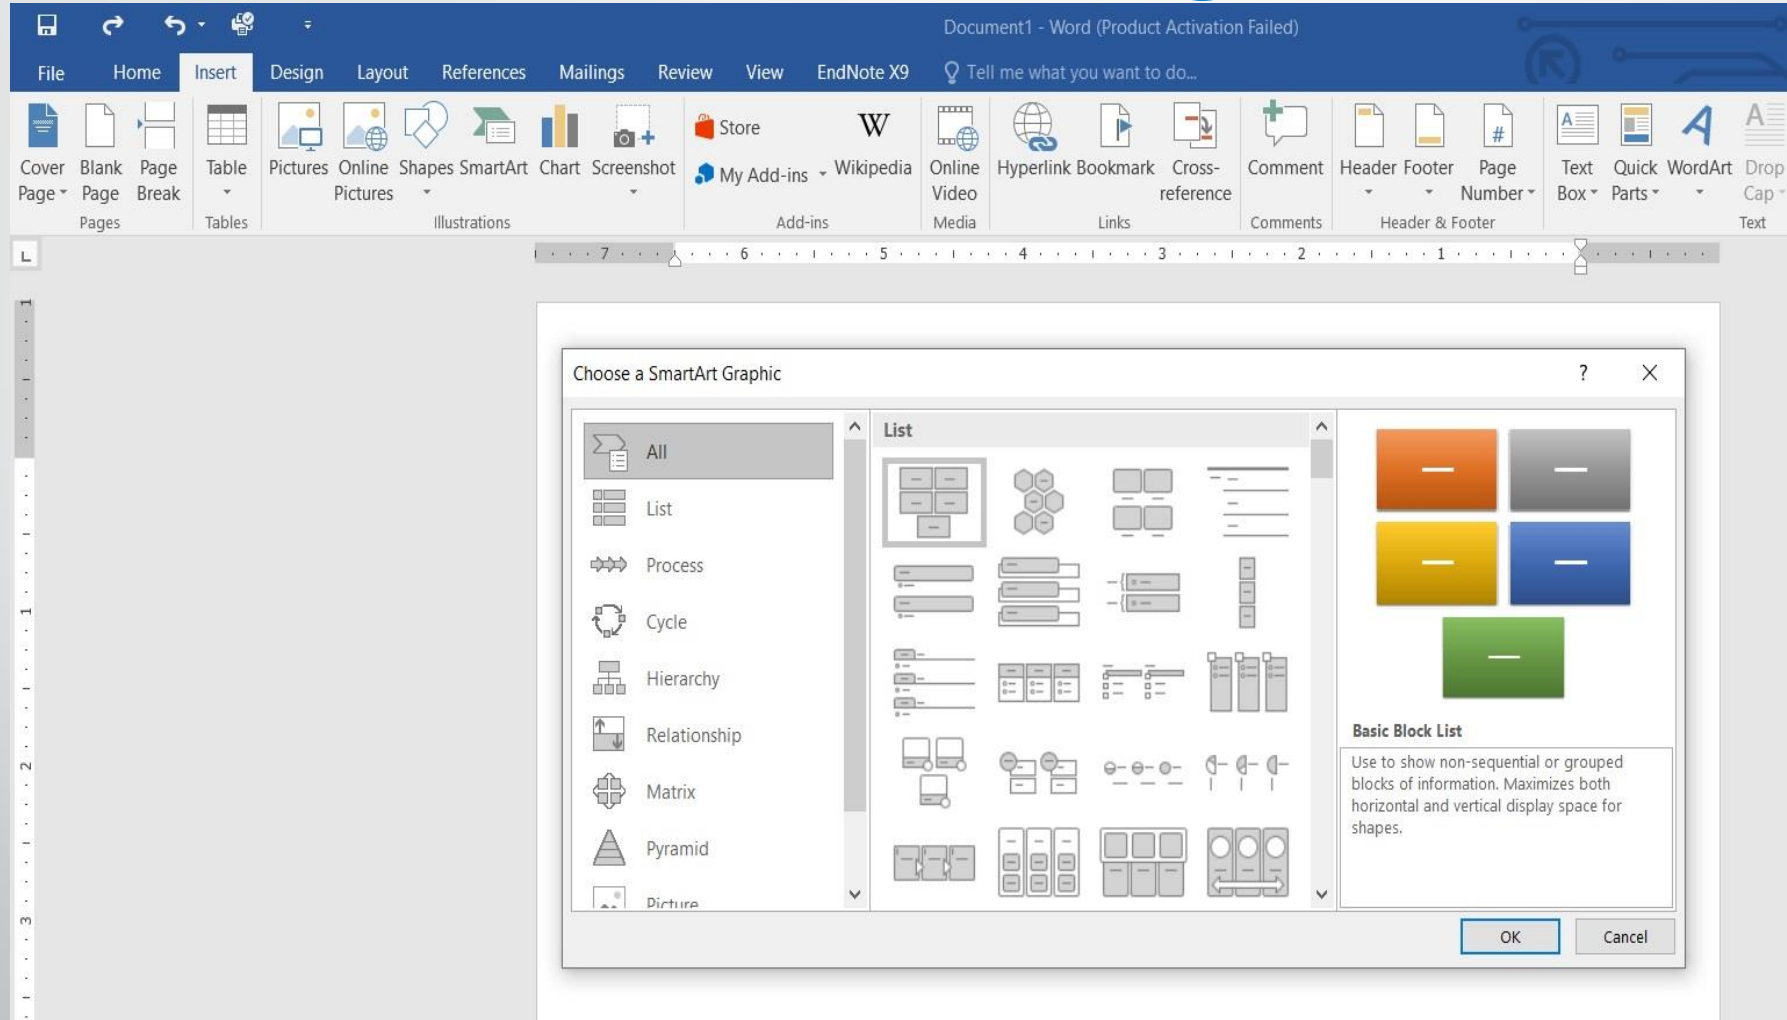 Document1 - Word (Product Activation Failed)
File Home Insert Design Layout References Mailings Review View EndNote X9 Tell me what you want to do...
Cover Page
Blank Page
Page Break
Pages
Table
Tables
Pictures
Online Pictures
Shapes
SmartArt
Chart
Screenshot
Illustrations
Store
My Add-ins
W
Wikipedia
Add-ins
Online Video
Media
Hyperlink
Bookmark
Cross-reference
Links
Comment
Comments
Header
Footer
#
Page Number
Header & Footer
A
Text Box
Quick Parts
A
WordArt
A
Drop Cap
Text
L
7 6 5 4 3 2 1
1
1
2
3
Choose a SmartArt Graphic ?
All
List
Process
Cycle
Hierarchy
Relationship
Matrix
Pyramid
Picture
List
Basic Block List
Use to show non-sequential or grouped
blocks of information. Maximizes both
horizontal and vertical display space for
shapes.
OK Cancel